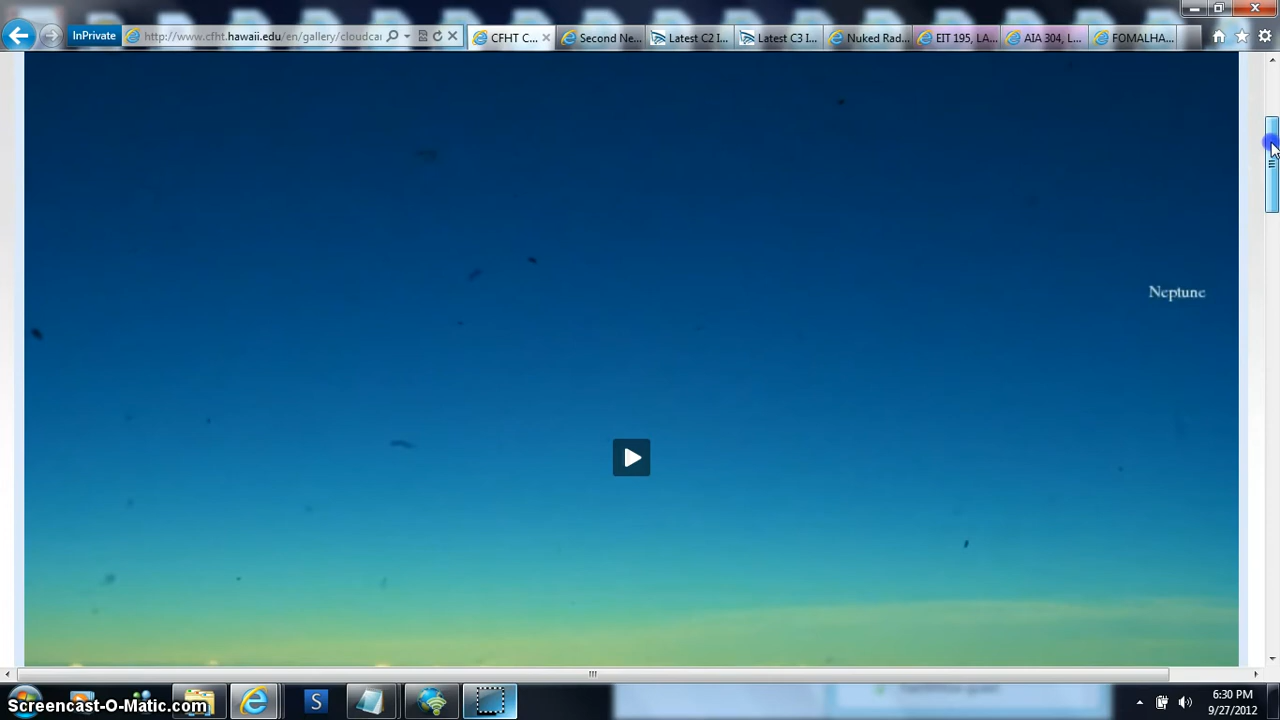 InPrivate
http://www.cfht.hawaii.edu/en/gallery/cloudcar
CFHT C...
Second Ne...
Latest C2 I...
Latest C3 I...
Nuked Rad...
EIT 195, LA...
AIA 304, L...
FOMALHA...
Neptune
6:30 PM
9/27/2012
Screencast-O-Matic.com